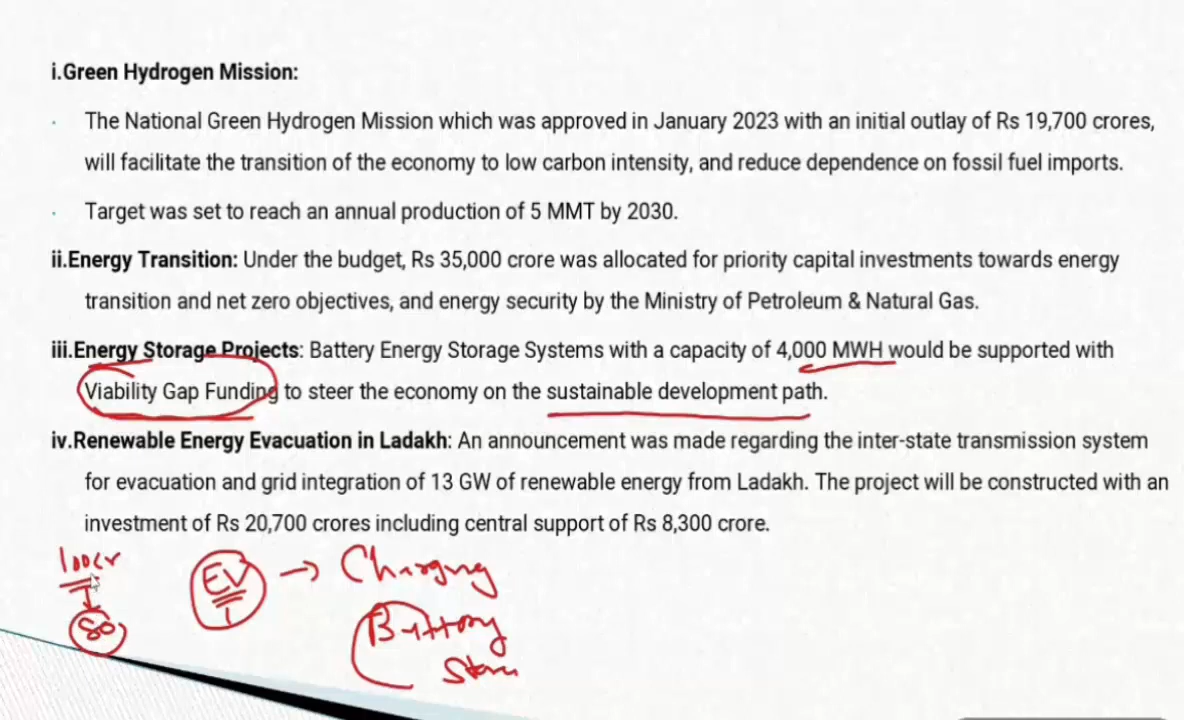 i.Green Hydrogen Mission:
The National Green Hydrogen Mission which was approved in January 2023 with an initial outlay of Rs 19,700 crores,
will facilitate the transition of the economy to low carbon intensity, and reduce dependence on fossil fuel imports.
Target was set to reach an annual production of 5 MMT by 2030.
ii.Energy Transition: Under the budget, Rs 35,000 crore was allocated for priority capital investments towards energy
transition and net zero objectives, and energy security by the Ministry of Petroleum & Natural Gas.
iii.Energy Storage Projects: Battery Energy Storage Systems with a capacity of 4,000 MWH would be supported with
Viability Gap Funding to steer the economy on the sustainable development path.
iv.Renewable Energy Evacuation in Ladakh: An announcement was made regarding the inter-state transmission system
for evacuation and grid integration of 13 GW of renewable energy from Ladakh. The project will be constructed with an
investment of Rs 20,700 crores including central support of Rs 8,300 crore.
100cr EV → Charging
80 Battery